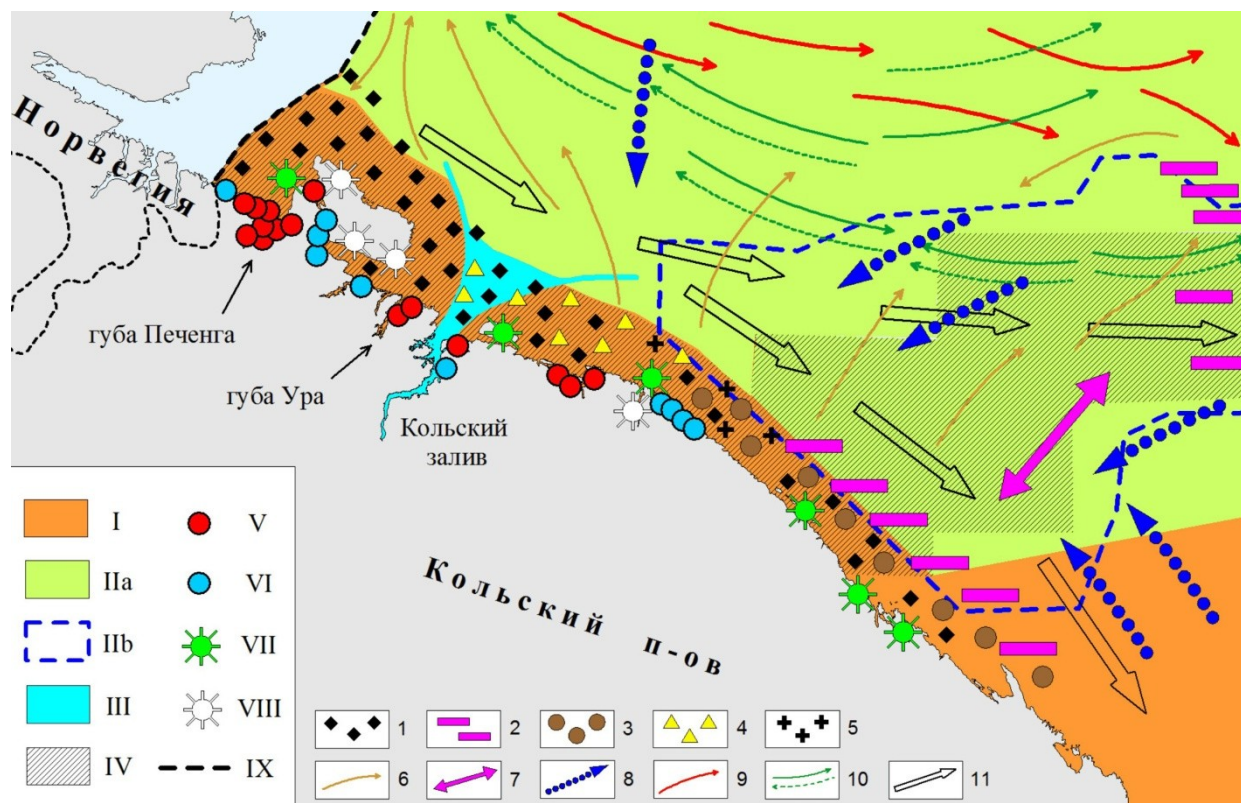 Норвегия
губа Печенга
губа Ура
Кольский
залив
Кольский п-ов
I V
IIa VI
IIb VII
III VIII
IV IX
1 2 3 4 5
6 7 8 9 10 11